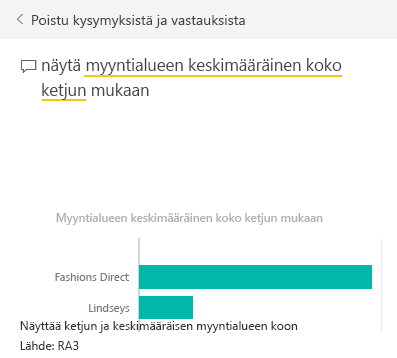 Poistu kysymyksistä ja vastauksista
näytä myyntialueen keskimääräinen koko
ketjun mukaan
Myyntialueen keskimääräinen koko ketjun mukaan
Fashions Direct
Lindseys
Näyttää ketjun ja keskimääräisen myyntialueen koon
Lähde: RA3